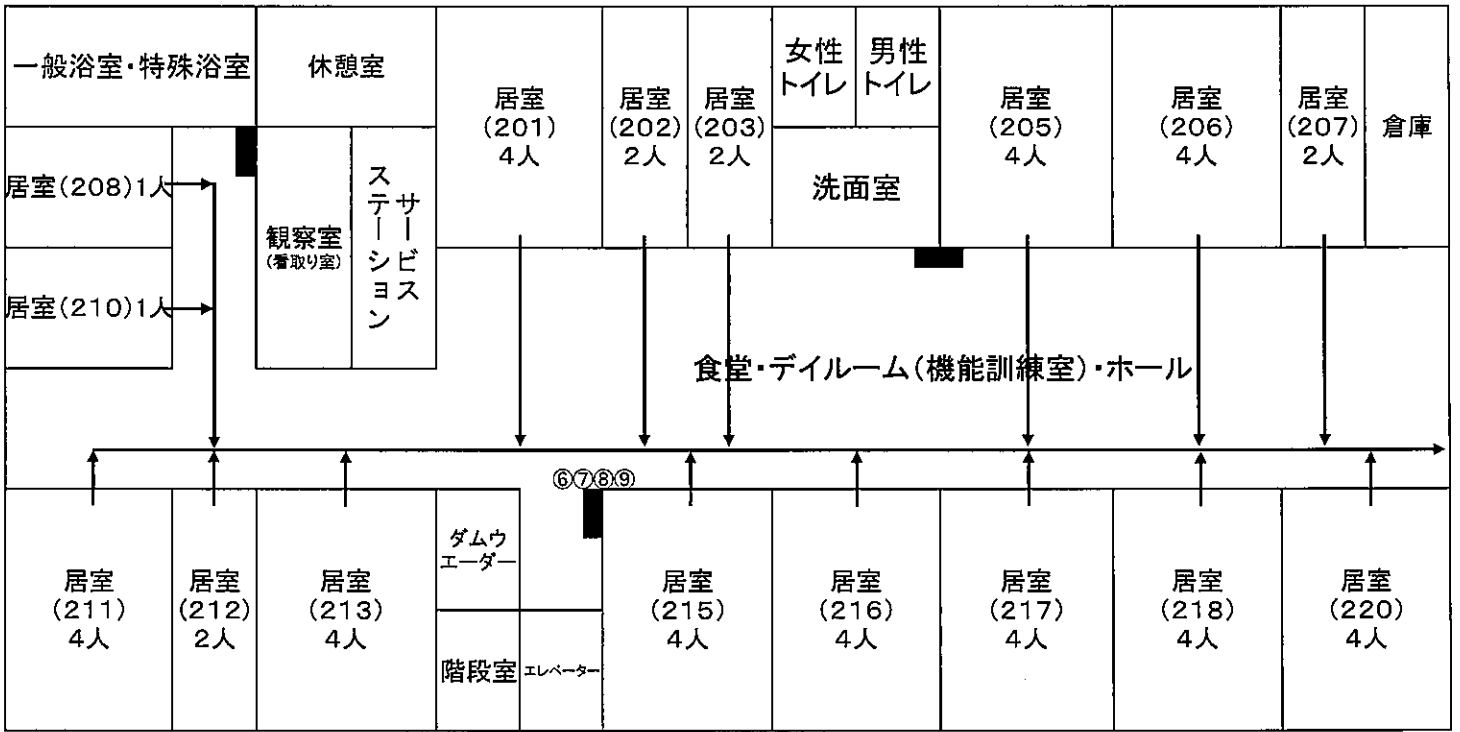 一般浴室・特殊浴室
休憩室
居室
(201)
4人
居室
(202)
2人
居室
(203)
2人
女性
トイレ
男性
トイレ
洗面室
居室
(205)
4人
居室
(206)
4人
居室
(207)
2人
倉庫
居室(208)1人
居室(210)1人
観察室
(看取り室)
サービス
ステーション
食堂・デイルーム(機能訓練室)・ホール
⑥⑦⑧⑨
居室
(211)
4人
居室
(212)
2人
居室
(213)
4人
ダムウ
エーダー
階段室
エレベーター
居室
(215)
4人
居室
(216)
4人
居室
(217)
4人
居室
(218)
4人
居室
(220)
4人